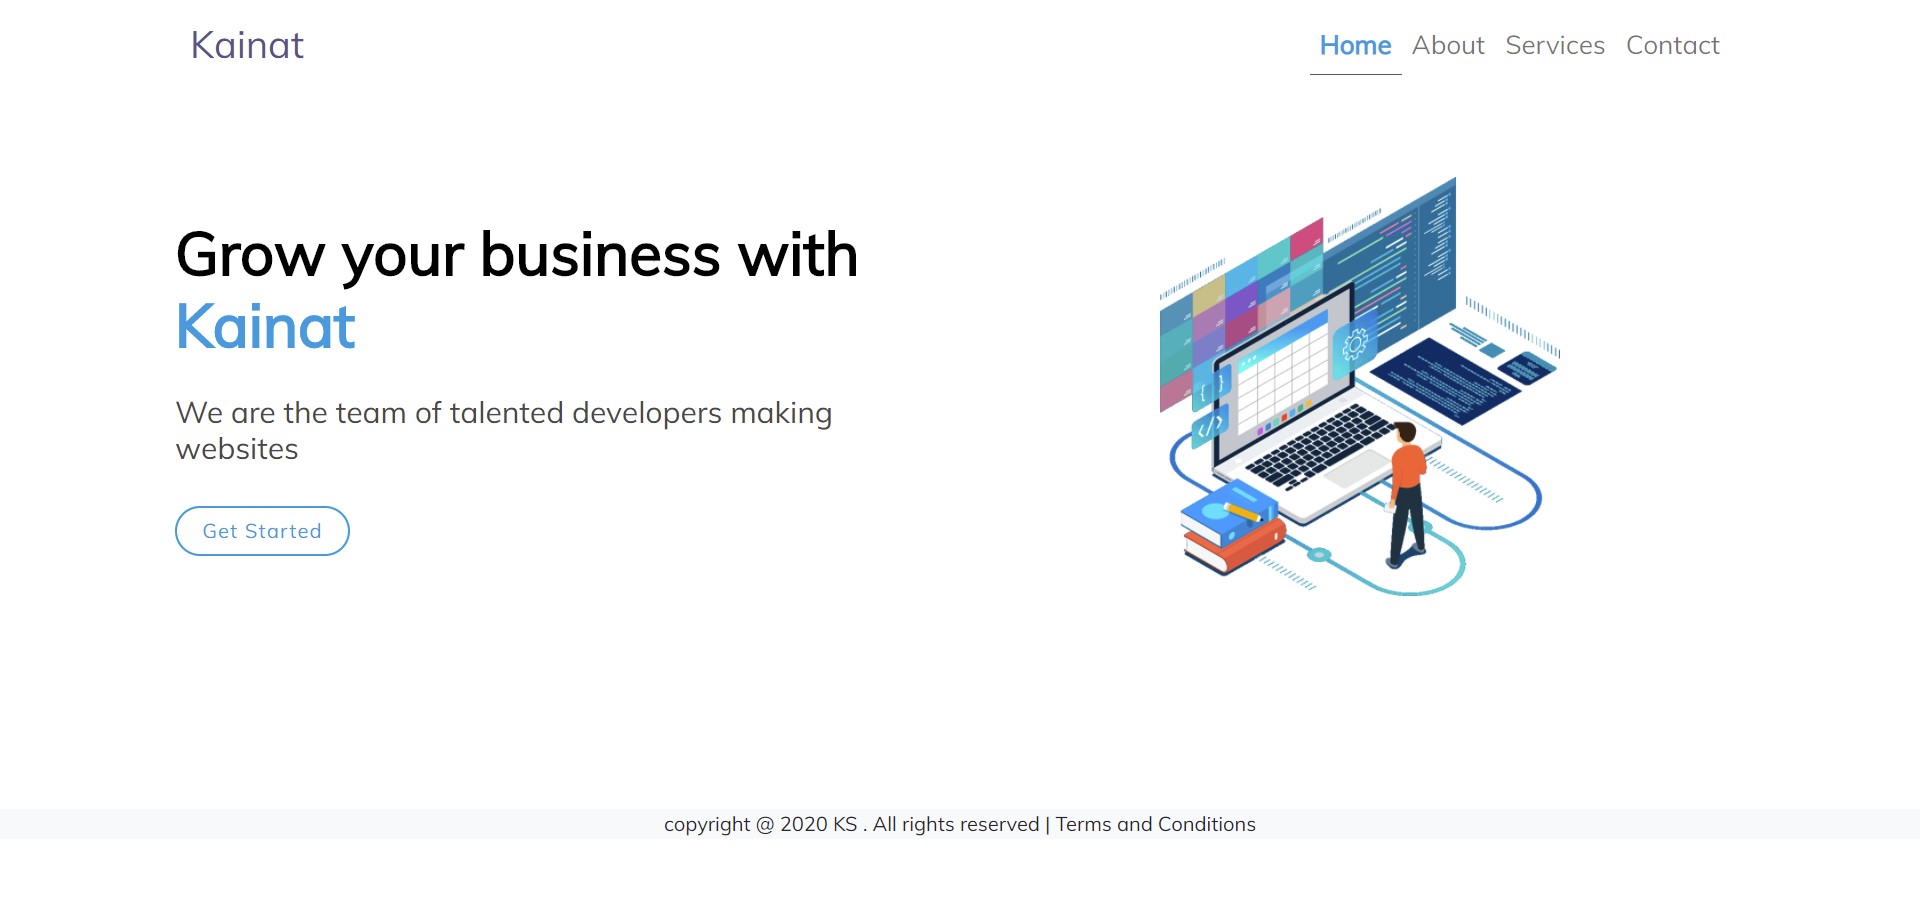 Kainat
Home About Services Contact
Grow your business with
Kainat
We are the team of talented developers making
websites
Get Started
copyright @ 2020 KS . All rights reserved | Terms and Conditions